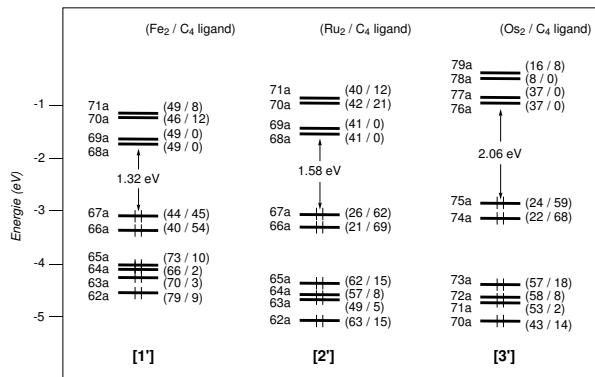 (Fe2 / C4 ligand) (Ru2 / C4 ligand) (Os2 / C4 ligand)
Energie (eV)
-1
-2
-3
-4
-5
71a (49 / 8)
70a (46 / 12)
69a (49 / 0)
68a (49 / 0)
1.32 eV
67a (44 / 45)
66a (40 / 54)
65a (73 / 10)
64a (66 / 2)
63a (70 / 3)
62a (79 / 9)
[1']
71a (40 / 12)
70a (42 / 21)
69a (41 / 0)
68a (41 / 0)
1.58 eV
67a (26 / 62)
66a (21 / 69)
65a (62 / 15)
64a (57 / 8)
63a (49 / 5)
62a (63 / 15)
[2']
79a (16 / 8)
78a (8 / 0)
77a (37 / 0)
76a (37 / 0)
2.06 eV
75a (24 / 59)
74a (22 / 68)
73a (57 / 18)
72a (58 / 8)
71a (53 / 2)
70a (43 / 14)
[3']